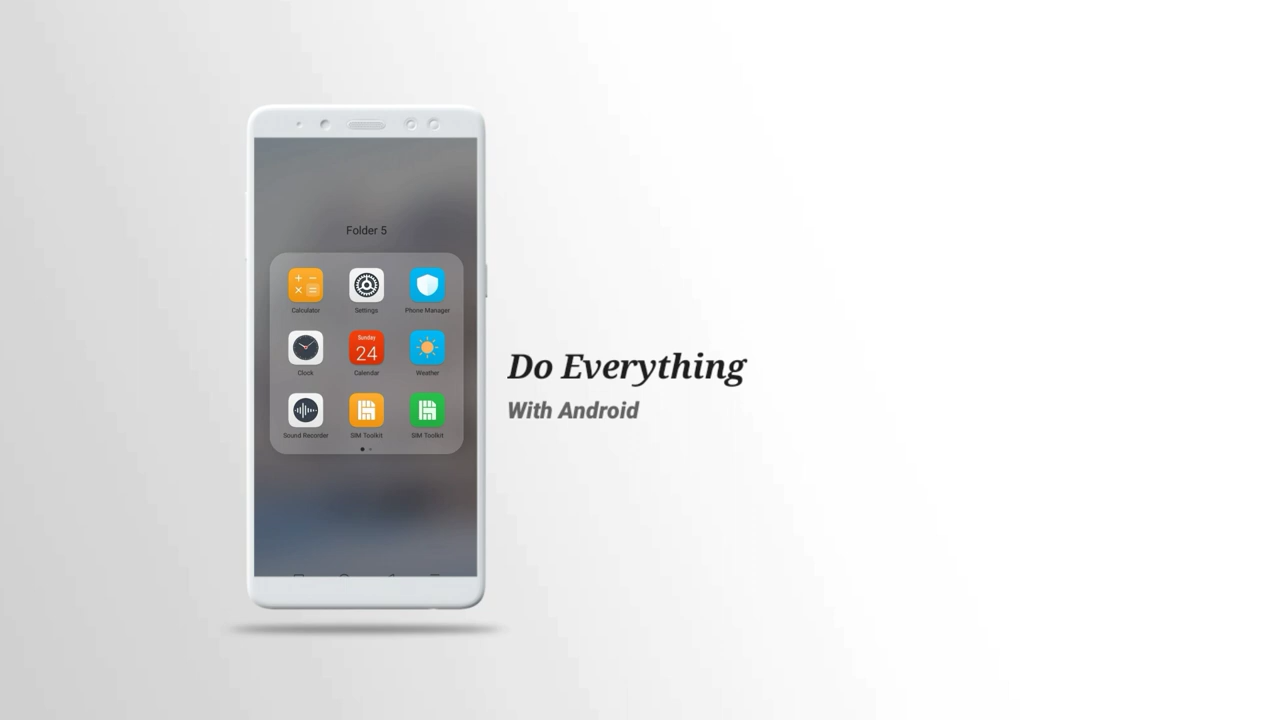 Folder 5
Calculator
Settings
Phone Manager
Clock
Sunday
24
Calendar
Weather
Sound Recorder
SIM Toolkit
SIM Toolkit
Do Everything
With Android